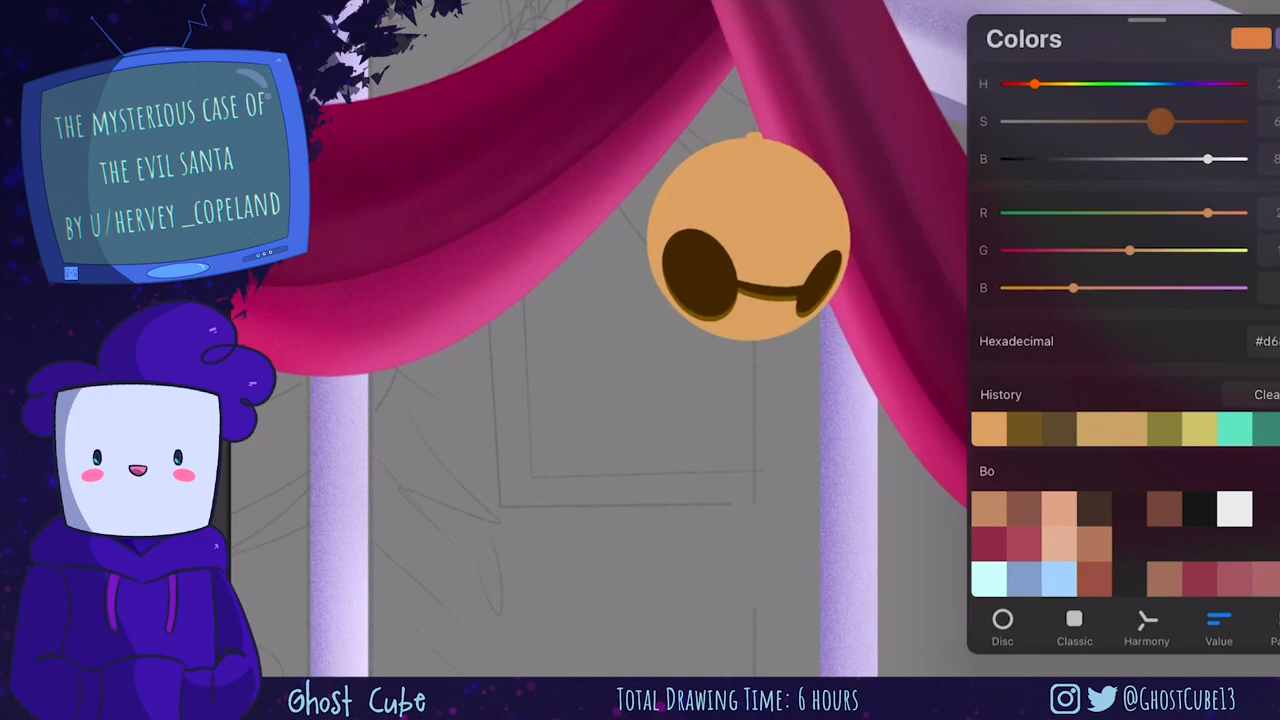 THE MYSTERIOUS CASE OF
THE EVIL SANTA
BY U/HERVEY_COPELAND
Colors
H
S
B
R
G
B
Hexadecimal
History
Bo
Disc
Classic
Harmony
Value
Ghost Cube
TOTAL DRAWING TIME: 6 HOURS
@GHOSTCUBE13